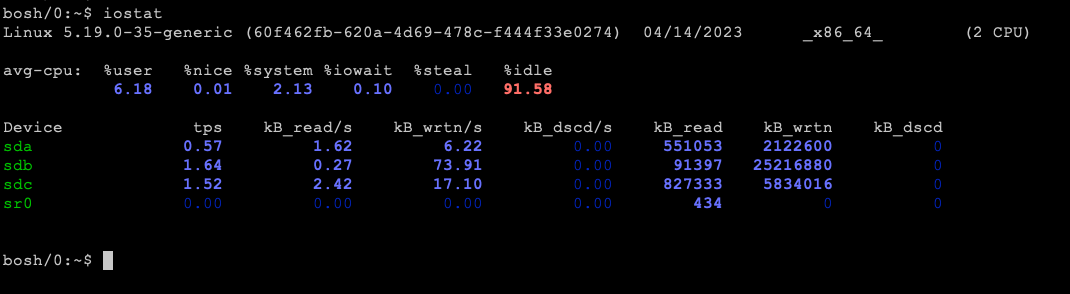 bosh/0:~$ iostat
Linux 5.19.0-35-generic (60f462fb-620a-4d69-478c-f444f33e0274) 04/14/2023 _x86_64_ (2 CPU)
avg-cpu: %user %nice %system %iowait %steal %idle
6.18 0.01 2.13 0.10 0.00 91.58
Device tps kB_read/s kB_wrtn/s kB_dscd/s kB_read kB_wrtn kB_dscd
sda 0.57 1.62 6.22 0.00 551053 2122600 0
sdb 1.64 0.27 73.91 0.00 91397 25216880 0
sdc 1.52 2.42 17.10 0.00 827333 5834016 0
sr0 0.00 0.00 0.00 0.00 434 0 0
bosh/0:~$